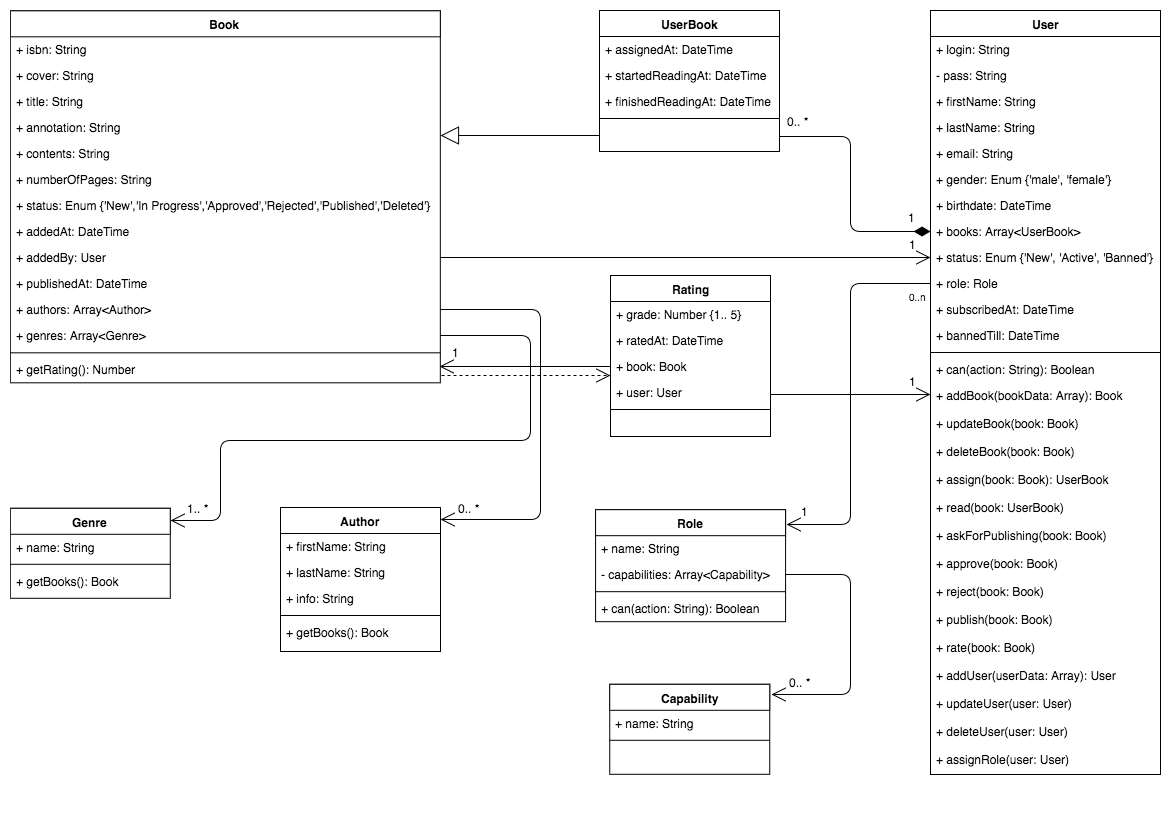 Book
+ isbn: String
+ cover: String
+ title: String
+ annotation: String
+ contents: String
+ numberOfPages: String
+ status: Enum {'New','In Progress','Approved','Rejected','Published','Deleted'}
+ addedAt: DateTime
+ addedBy: User
+ publishedAt: DateTime
+ authors: Array<Author>
+ genres: Array<Genre>
+ getRating(): Number
UserBook
+ assignedAt: DateTime
+ startedReadingAt: DateTime
+ finishedReadingAt: DateTime
0.. *
1
1
User
+ login: String
- pass: String
+ firstName: String
+ lastName: String
+ email: String
+ gender: Enum {'male', 'female'}
+ birthdate: DateTime
+ books: Array<UserBook>
+ status: Enum {'New', 'Active', 'Banned'}
+ role: Role
+ subscribedAt: DateTime
+ bannedTill: DateTime
+ can(action: String): Boolean
+ addBook(bookData: Array): Book
+ updateBook(book: Book)
+ deleteBook(book: Book)
+ assign(book: Book): UserBook
+ read(book: UserBook)
+ askForPublishing(book: Book)
+ approve(book: Book)
+ reject(book: Book)
+ publish(book: Book)
+ rate(book: Book)
+ addUser(userData: Array): User
+ updateUser(user: User)
+ deleteUser(user: User)
+ assignRole(user: User)
0..n
Rating
+ grade: Number {1.. 5}
+ ratedAt: DateTime
+ book: Book
+ user: User
1
1
1.. *
Genre
+ name: String
+ getBooks(): Book
0.. *
Author
+ firstName: String
+ lastName: String
+ info: String
+ getBooks(): Book
1
Role
+ name: String
- capabilities: Array<Capability>
+ can(action: String): Boolean
0.. *
Capability
+ name: String